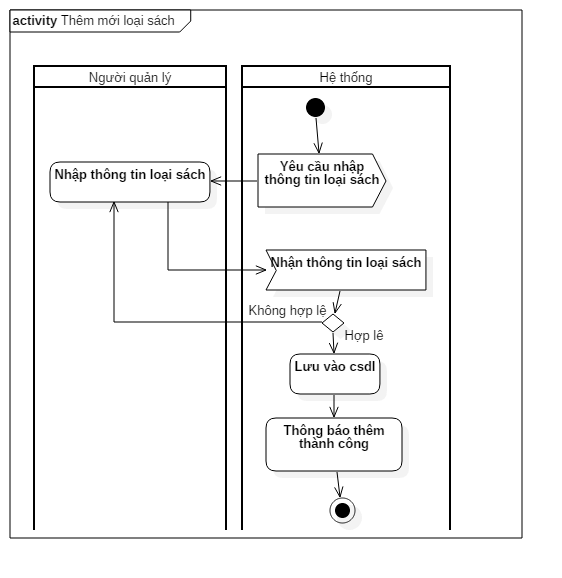 activity Thêm mới loại sách
Người quản lý
Hệ thống
Yêu cầu nhập
thông tin loại sách
Nhập thông tin loại sách
Nhận thông tin loại sách
Không hợp lệ
Hợp lê
Lưu vào csdl
Thông báo thêm
thành công